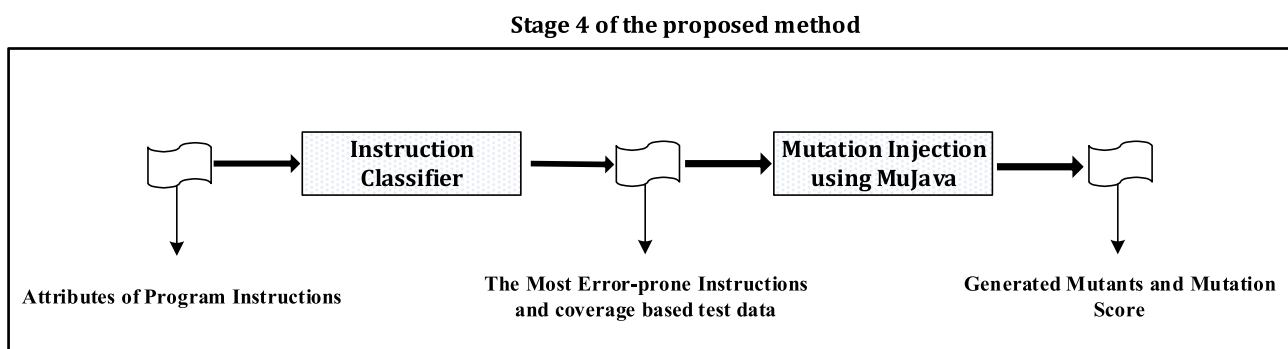 Stage 4 of the proposed method
Instruction
Classifier
Mutation Injection
using MuJava
Attributes of Program Instructions
The Most Error-prone Instructions
and coverage based test data
Generated Mutants and Mutation
Score